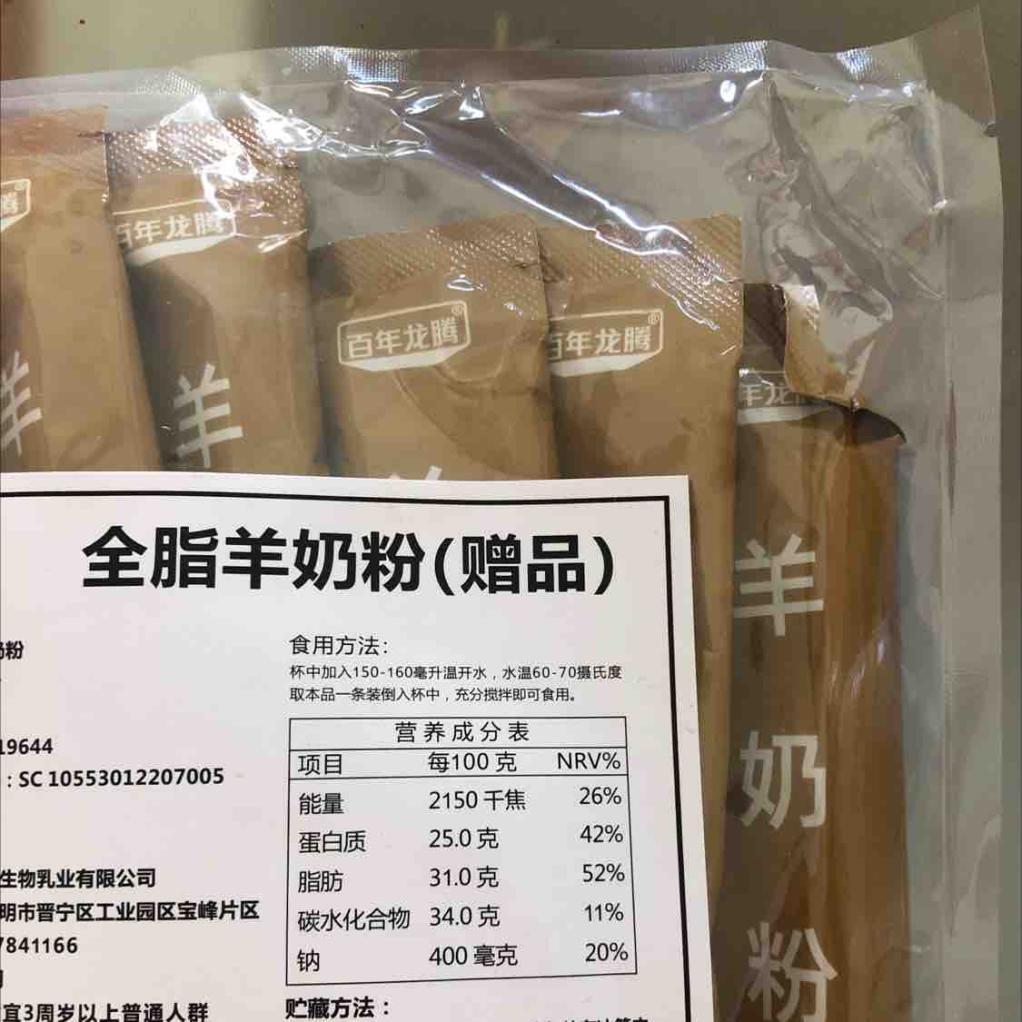 百年龙腾
百年龙腾®
百年龙腾®
年龙
羊
羊
羊
奶
粉
全脂羊奶粉(赠品)
奶粉
19644
: SC 10553012207005
生物乳业有限公司
明市晋宁区工业园区宝峰片区
7841166
宜3周岁以上普通人群
食用方法：
杯中加入150-160毫升温开水，水温60-70摄氏度
取本品一条装倒入杯中，充分搅拌即可食用。
营养成分表
项目 每100 克 NRV%
能量 2150 千焦 26%
蛋白质 25.0 克 42%
脂肪 31.0 克 52%
碳水化合物 34.0 克 11%
钠 400 毫克 20%
贮藏方法：